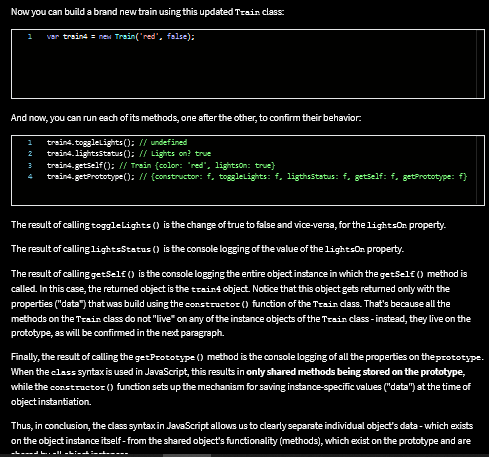 Now you can build a brand new train using this updated Train class:
1 var train4 = new Train('red', false);
And now, you can run each of its methods, one after the other, to confirm their behavior:
1 train4.toggleLights(); // undefined
2 train4.lightsStatus(); // Lights on? true
3 train4.getSelf(); // Train {color: 'red', lightsOn: true}
4 train4.getPrototype(); // {constructor: f, toggleLights: f, ligthsStatus: f, getSelf: f, getPrototype: f}
The result of calling toggleLights() is the change of true to false and vice-versa, for the lightsOn property.
The result of calling lightsStatus() is the console logging of the value of the lightsOn property.
The result of calling getSelf() is the console logging the entire object instance in which the getSelf() method is
called. In this case, the returned object is the train4 object. Notice that this object gets returned only with the
properties ("data") that was build using the constructor() function of the Train class. That's because all the
methods on the Train class do not "live" on any of the instance objects of the Train class - instead, they live on the
prototype, as will be confirmed in the next paragraph.
Finally, the result of calling the getPrototype() method is the console logging of all the properties on the prototype.
When the class syntax is used in JavaScript, this results in only shared methods being stored on the prototype,
while the constructor() function sets up the mechanism for saving instance-specific values ("data") at the time of
object instantiation.
Thus, in conclusion, the class syntax in JavaScript allows us to clearly separate individual object's data - which exists
on the object instance itself - from the shared object's functionality (methods), which exist on the prototype and are